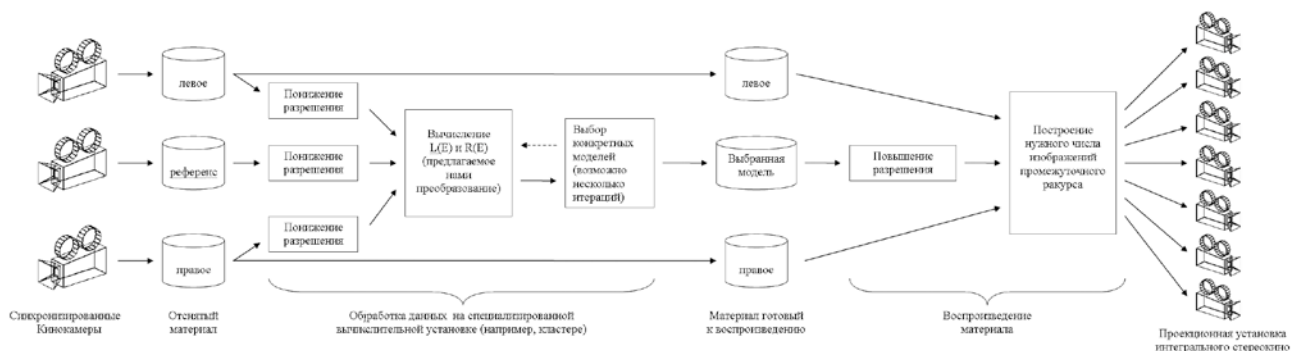 левое
Понижение
разрешения
левое
Вычисление
L(E) и R(E)
(предлагаемое
нами
преобразование)
Выбор
конкретных
моделей
(возможно
несколько
итераций)
Построение
нужного числа
изображений
промежуточного
ракурса
референс
Понижение
разрешения
Выбранная
модель
Повышение
разрешения
Понижение
разрешения
правое
правое
Синхронизированные
Кинокамеры
Отснятый
материал
Обработка данных на специализированной
вычислительной установке (например, кластере)
Материал готовый
к воспроизведению
Воспроизведение
материала
Проекционная установка
интегрального стереокино